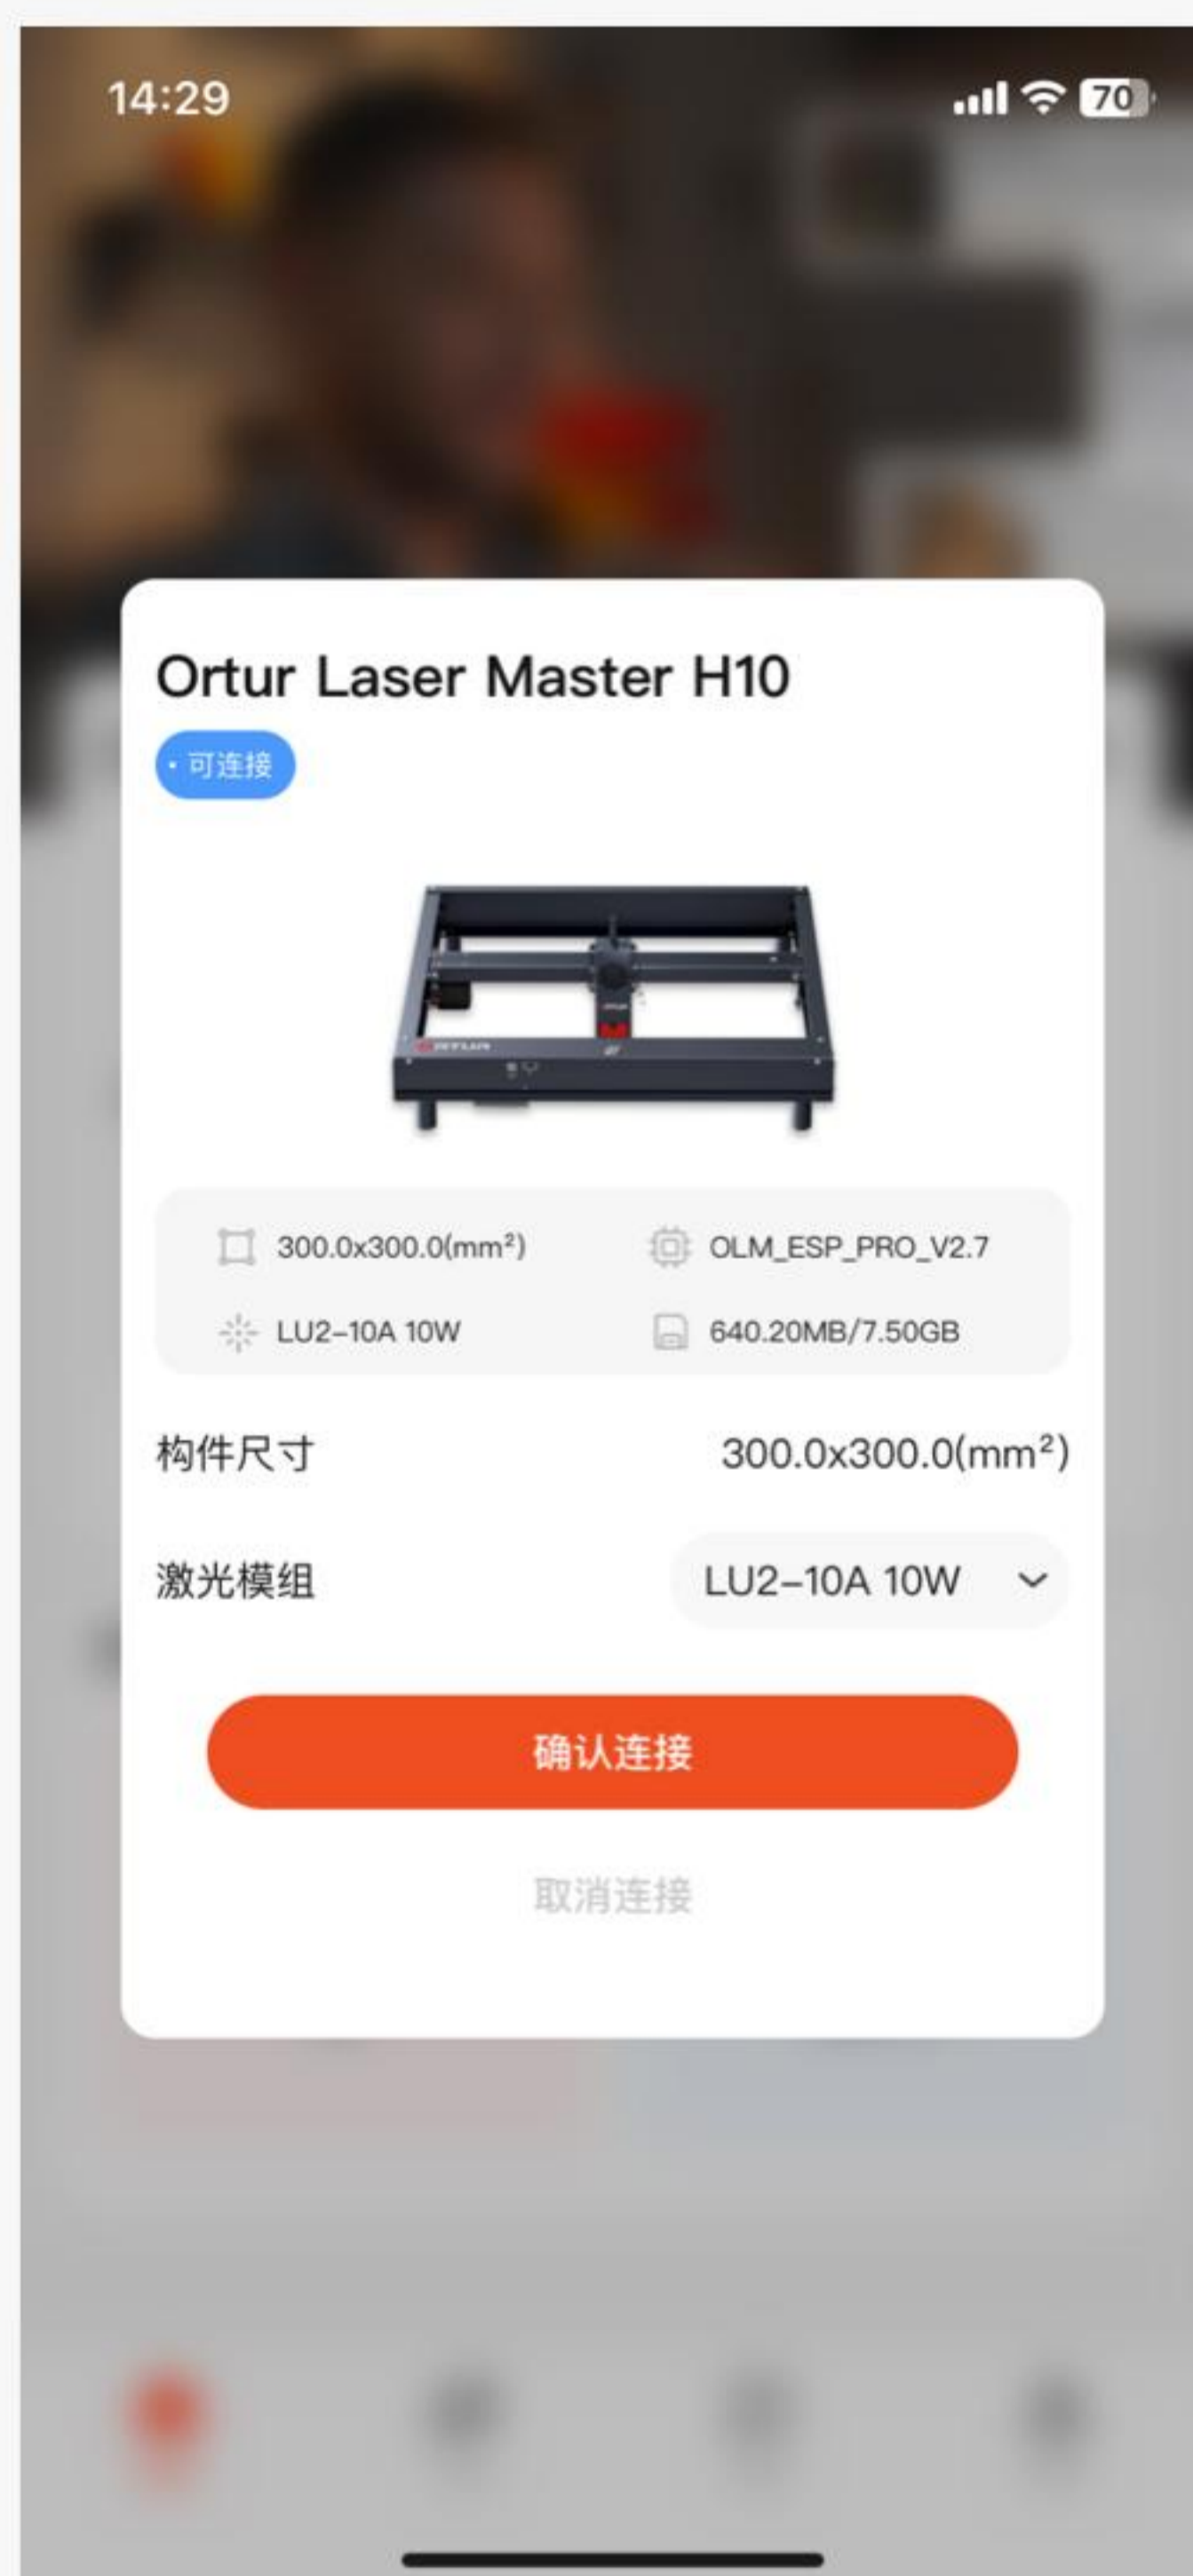 14:29
70
Ortur Laser Master H10
· 可连接
ORTUR
300.0x300.0(mm²)
OLM_ESP_PRO_V2.7
LU2-10A 10W
640.20MB/7.50GB
构件尺寸
300.0x300.0(mm²)
激光模组
LU2-10A 10W
确认连接
取消连接